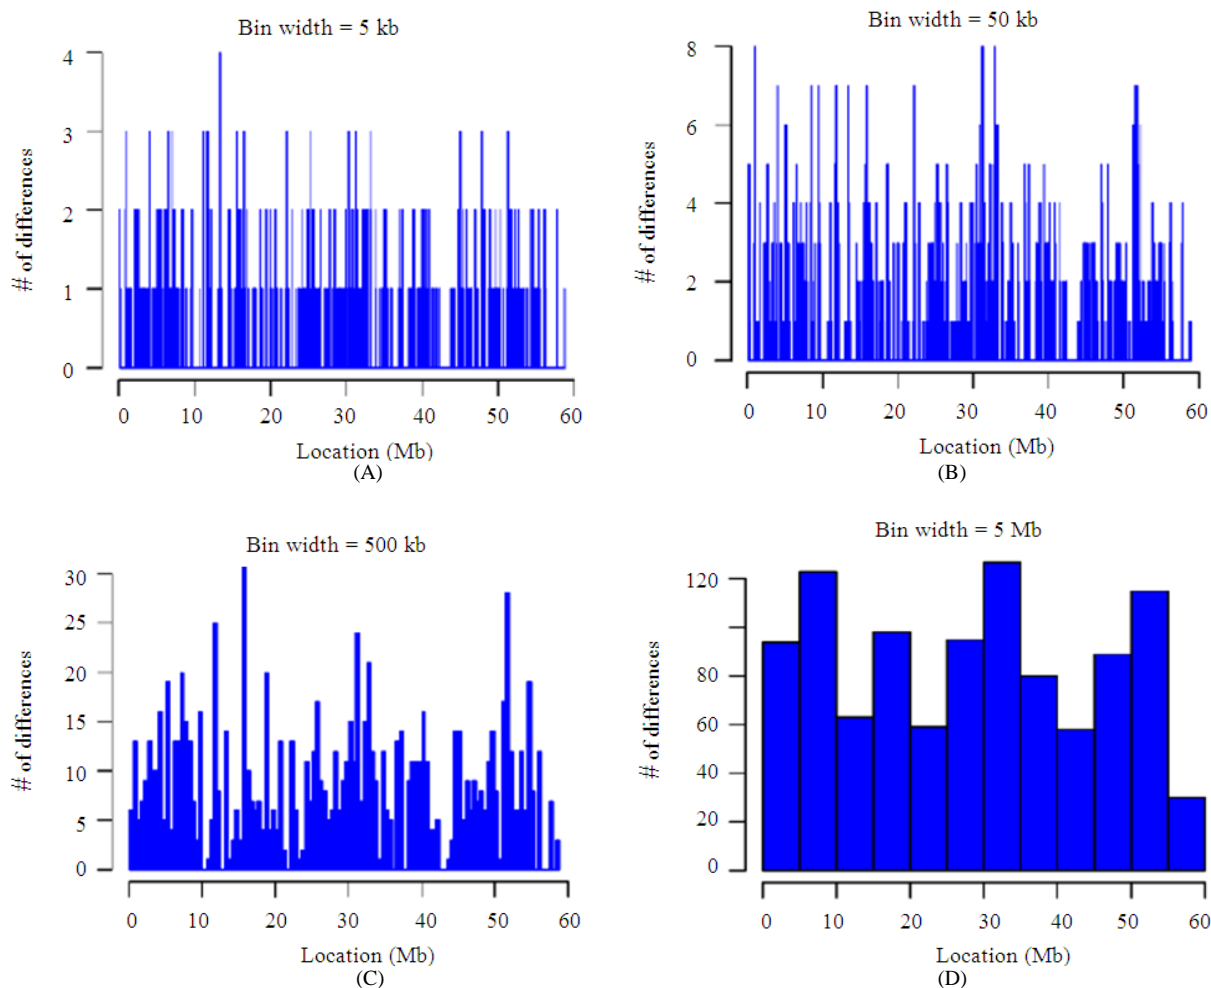 Bin width = 5 kb
# of differences
4
3
2
1
0
0 10 20 30 40 50 60
Location (Mb)
(A)
Bin width = 50 kb
# of differences
8
6
4
2
0
0 10 20 30 40 50 60
Location (Mb)
(B)
Bin width = 500 kb
# of differences
30
25
20
15
10
5
0
0 10 20 30 40 50 60
Location (Mb)
(C)
Bin width = 5 Mb
# of differences
120
80
60
40
20
0
0 10 20 30 40 50 60
Location (Mb)
(D)